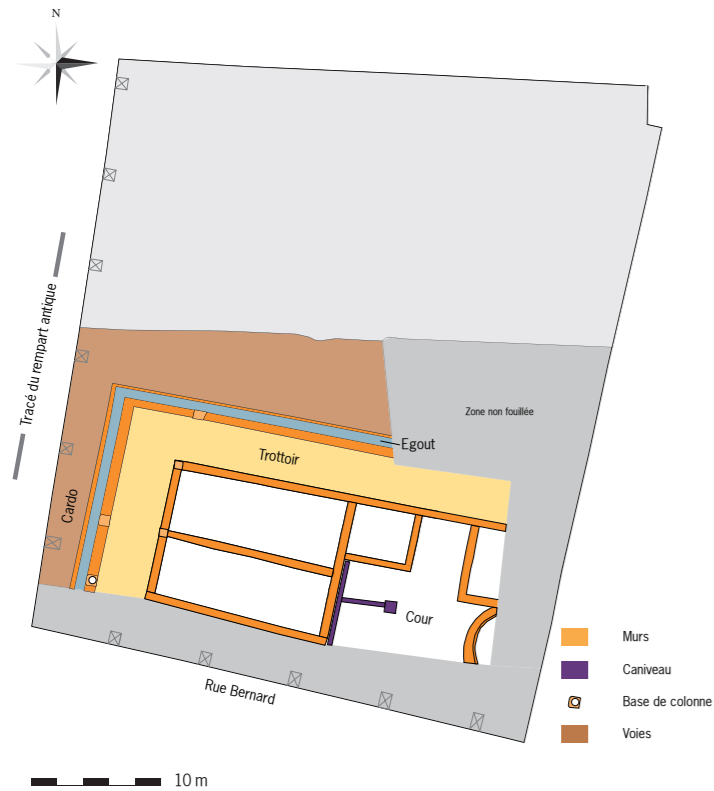 N
Tracé du rempart antique
Zone non fouillée
Egout
Trottoir
Cardo
Cour
Rue Bernard
Murs
Caniveau
Base de colonne
Voies
10 m